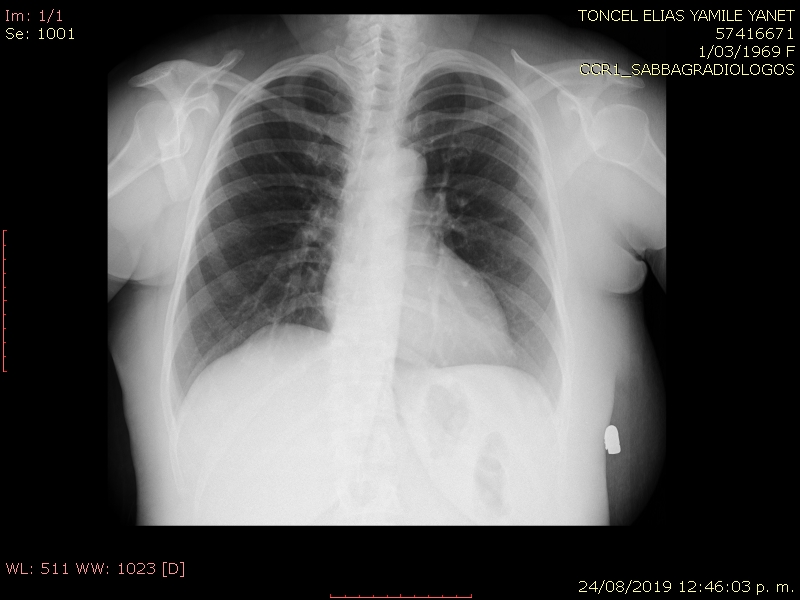 Im: 1/1
Se: 1001
TONCEL ELIAS YAMILE YANET
57416671
1/03/1969 F
CCR1_SABBAGRADIOLOGOS
WL: 511 WW: 1023 [D]
24/08/2019 12:46:03 p. m.